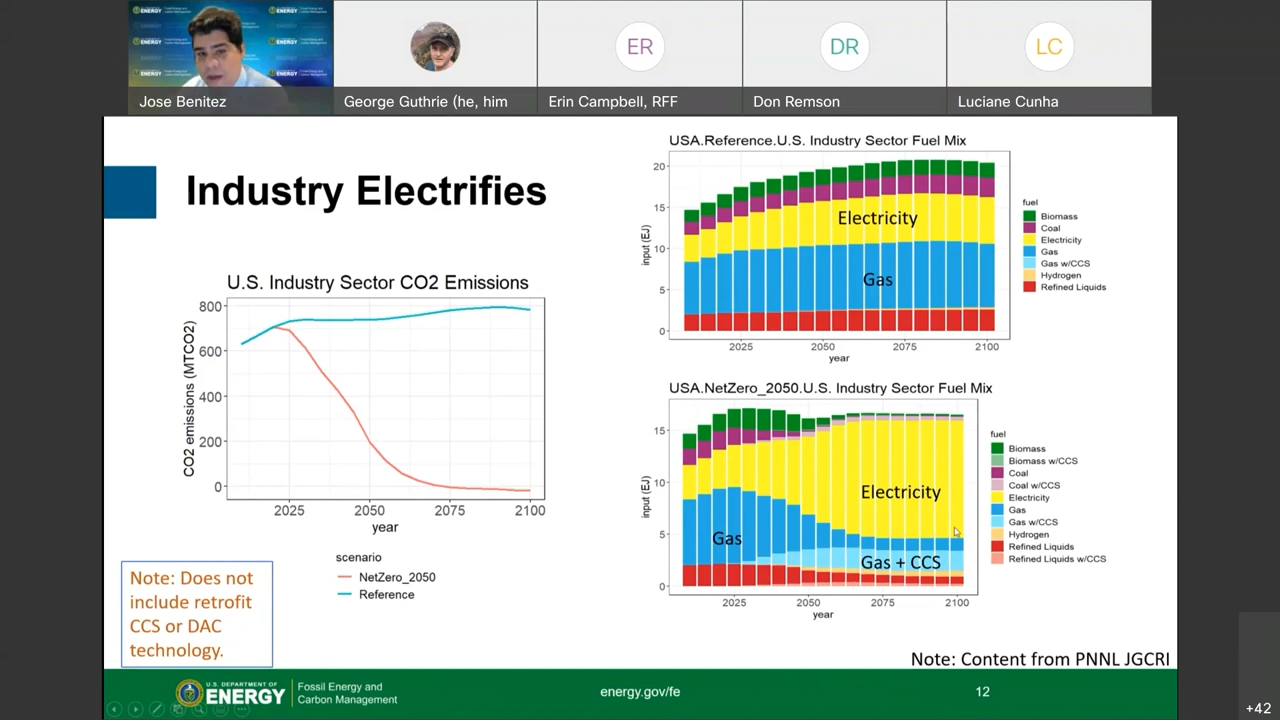 ENERGY
ENERGY
ENERGY
ENERGY
ER
DR
LC
Jose Benitez
George Guthrie (he, him
Erin Campbell, RFF
Don Remson
Luciane Cunha
Industry Electrifies
U.S. Industry Sector CO2 Emissions
CO2 emissions (MTCO2)
800
600
400
200
0
2025
2050
2075
2100
year
scenario
NetZero_2050
Reference
Note: Does not
include retrofit
CCS or DAC
technology.
USA.Reference.U.S. Industry Sector Fuel Mix
input (EJ)
20
15
10
5
0
Electricity
Gas
2025
2050
2075
2100
year
fuel
Biomass
Coal
Electricity
Gas
Gas w/CCS
Hydrogen
Refined Liquids
USA.NetZero_2050.U.S. Industry Sector Fuel Mix
input (EJ)
15
10
5
0
Electricity
Gas
Gas + CCS
2025
2050
2075
2100
year
fuel
Biomass
Biomass w/CCS
Coal
Coal w/CCS
Electricity
Gas
Gas w/CCS
Hydrogen
Refined Liquids
Refined Liquids w/CCS
Note: Content from PNNL JGCRI
U.S. DEPARTMENT OF
ENERGY
Fossil Energy and
Carbon Management
energy.gov/fe
12
+42